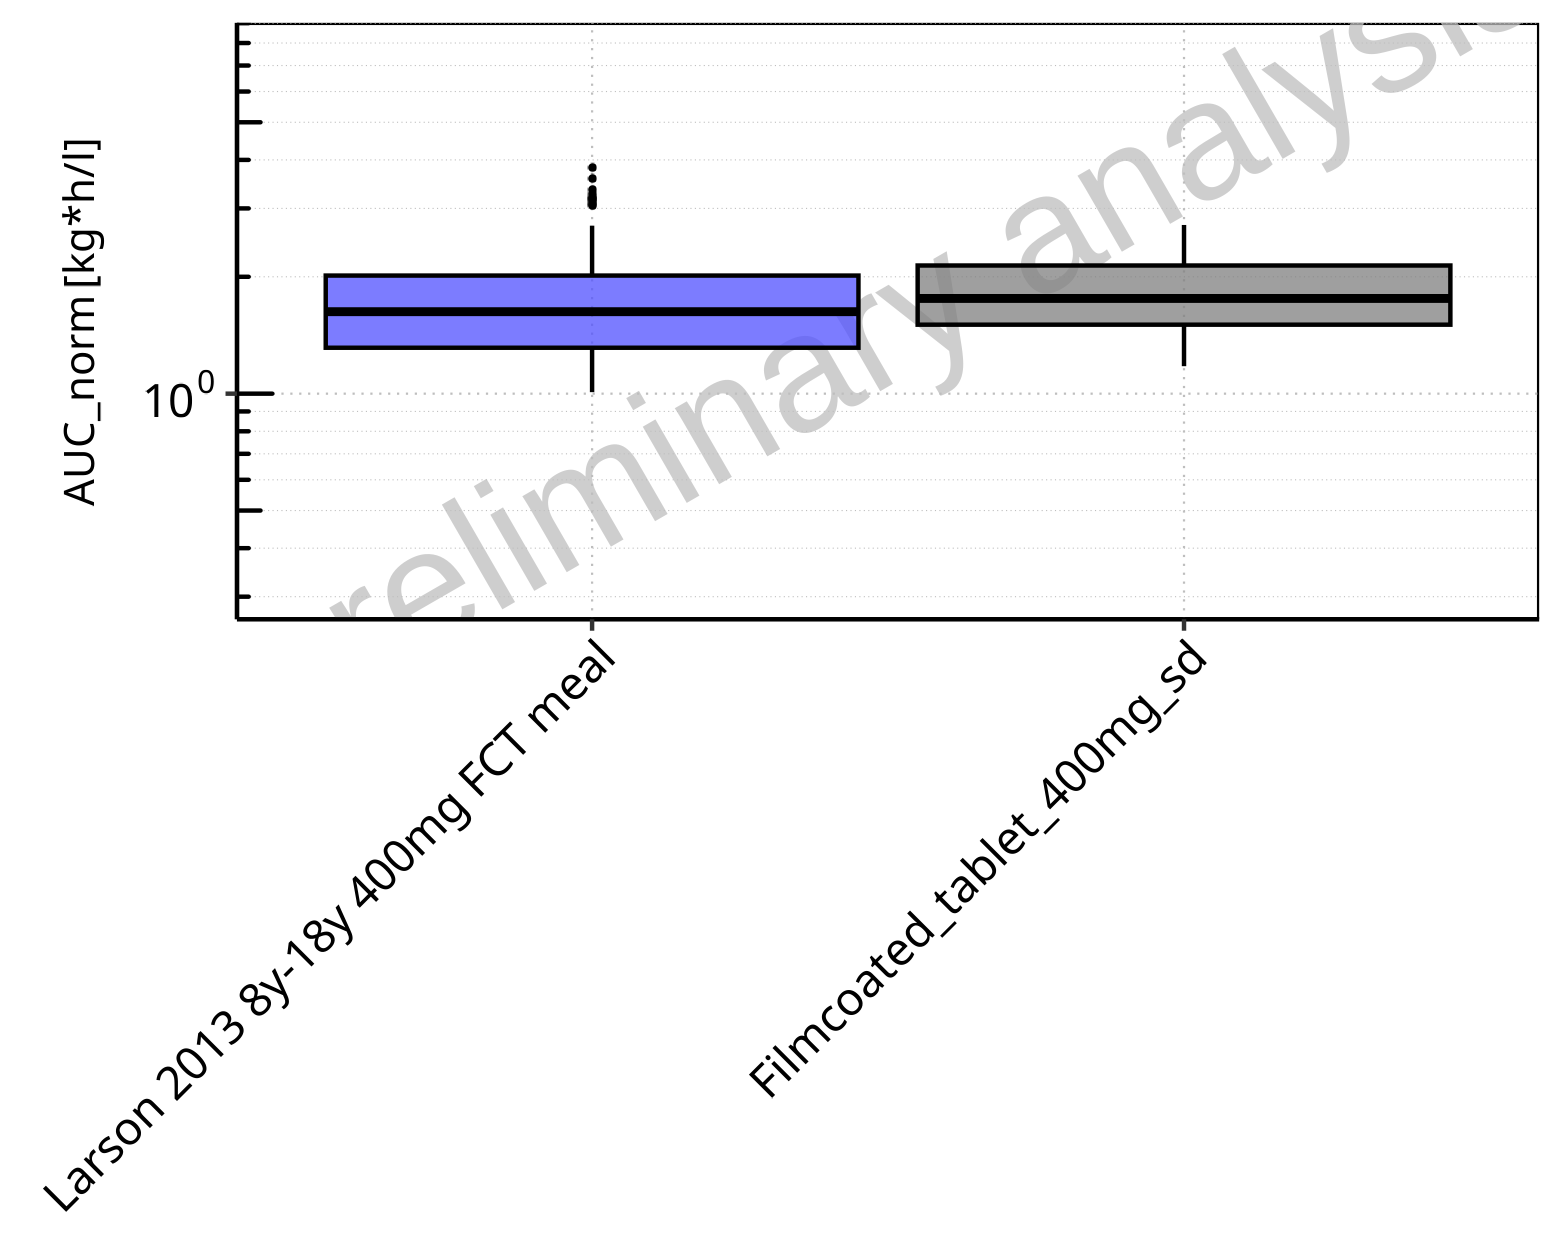 AUC_norm [kg*h/l]
10⁰
reliminary analysis
Larson 2013 8y-18y 400mg FCT meal
Filmcoated_tablet_400mg_sd